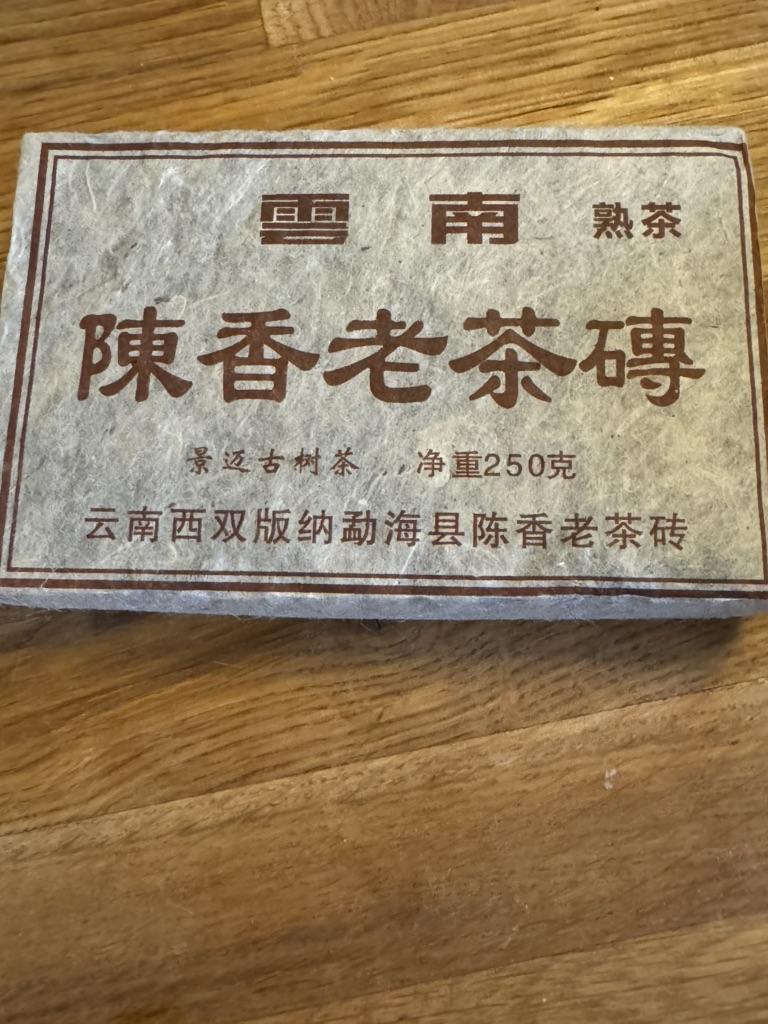 雲南 熟茶
陳香老茶磚
景迈古树茶 净重250克
云南西双版纳勐海县陈香老茶砖